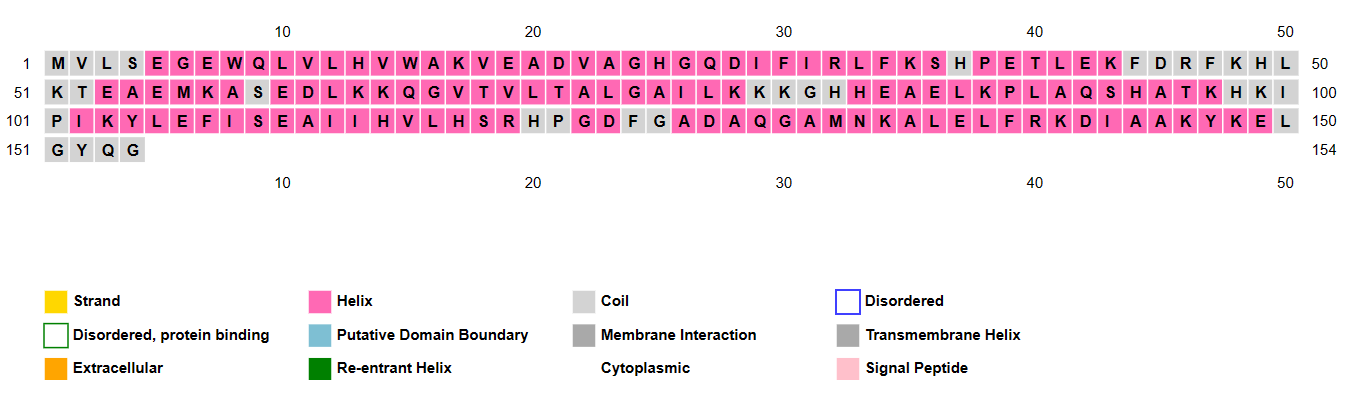 10 20 30 40 50
1 M V L S E G E W Q L V L H V W A K V E A D V A G H G Q D I F I R L F K S H P E T L E K F D R F K H L 50
51 K T E A E M K A S E D L K K Q G V T V L T A L G A I L K K K G H H E A E L K P L A Q S H A T K H K I 100
101 P I K Y L E F I S E A I I H V L H S R H P G D F G A D A Q G A M N K A L E L F R K D I A A K Y K E L 150
151 G Y Q G 154
10 20 30 40 50
Strand Helix Coil Disordered
Disordered, protein binding Putative Domain Boundary Membrane Interaction Transmembrane Helix
Extracellular Re-entrant Helix Cytoplasmic Signal Peptide